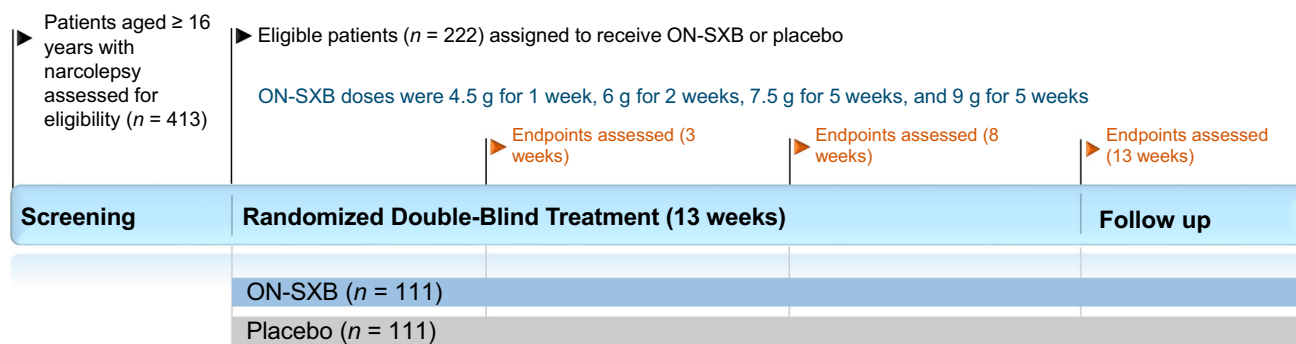 Patients aged ≥ 16
years with
narcolepsy
assessed for
eligibility (n = 413)
Eligible patients (n = 222) assigned to receive ON-SXB or placebo
ON-SXB doses were 4.5 g for 1 week, 6 g for 2 weeks, 7.5 g for 5 weeks, and 9 g for 5 weeks
Endpoints assessed (3
weeks)
Endpoints assessed (8
weeks)
Endpoints assessed
(13 weeks)
Screening
Randomized Double-Blind Treatment (13 weeks)
Follow up
ON-SXB (n = 111)
Placebo (n = 111)